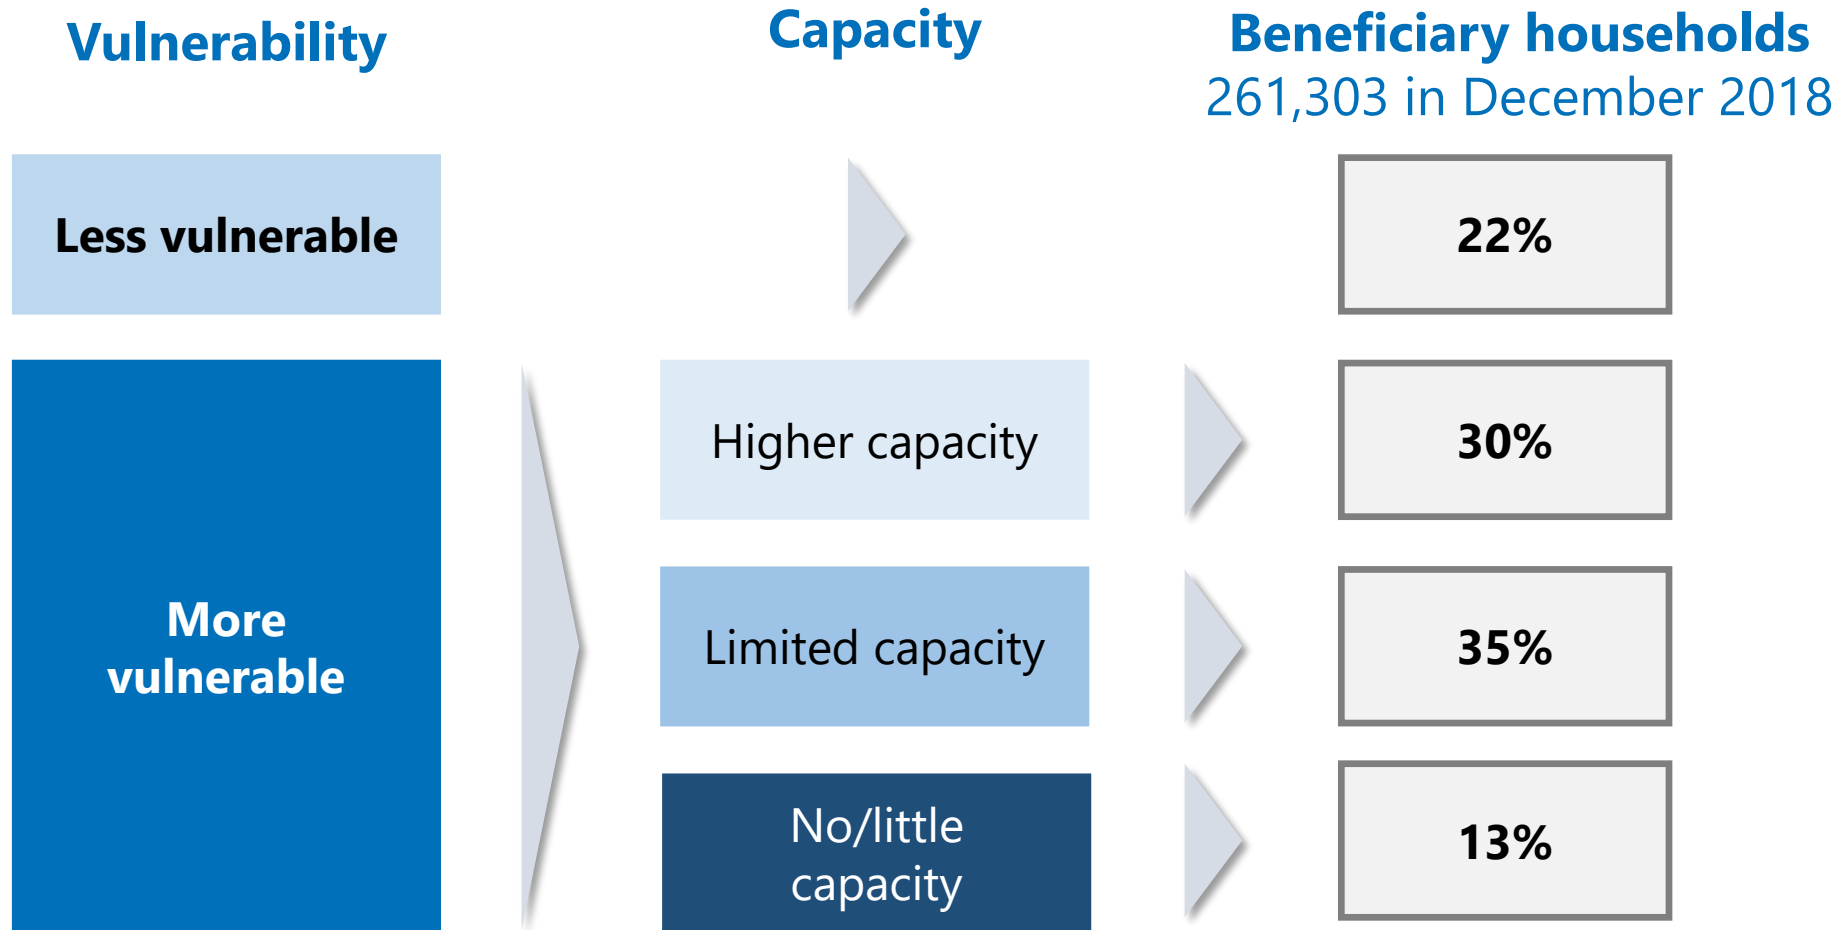 Vulnerability
Capacity
Beneficiary households
261,303 in December 2018
Less vulnerable
22%
More
vulnerable
Higher capacity
30%
Limited capacity
35%
No/little
capacity
13%